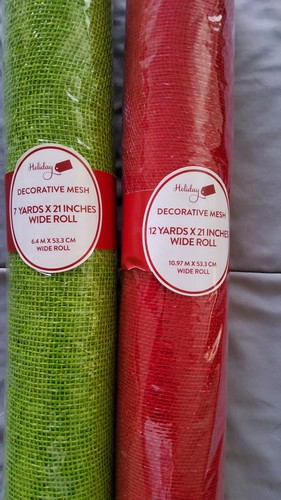 Holiday
DECORATIVE MESH
7 YARDS X 21 INCHES
WIDE ROLL
6.4 M X 53.3 CM
WIDE ROLL
Holiday
DECORATIVE MESH
12 YARDS X 21 INCHES
WIDE ROLL
10.97 M X 53.3 CM
WIDE ROLL